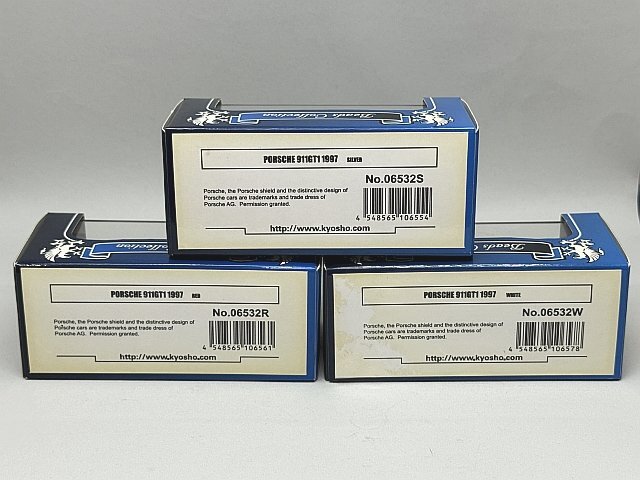 Beads Collection
PORSCHE 911GT1 1997 SILVER
No.06532S
Porsche, the Porsche shield and the distinctive design of
Porsche cars are trademarks and trade dress of
Porsche AG. Permission granted.
4 548565 106554
http://www.kyosho.com
Beads Collection
PORSCHE 911GT1 1997 RED
No.06532R
Porsche, the Porsche shield and the distinctive design of
Porsche cars are trademarks and trade dress of
Porsche AG. Permission granted.
4 548565 106561
http://www.kyosho.com
Beads
PORSCHE 911GT1 1997 WHITE
No.06532W
Porsche, the Porsche shield and the distinctive design of
Porsche cars are trademarks and trade dress of
Porsche AG. Permission granted.
4 548565 106578
http://www.kyosho.com